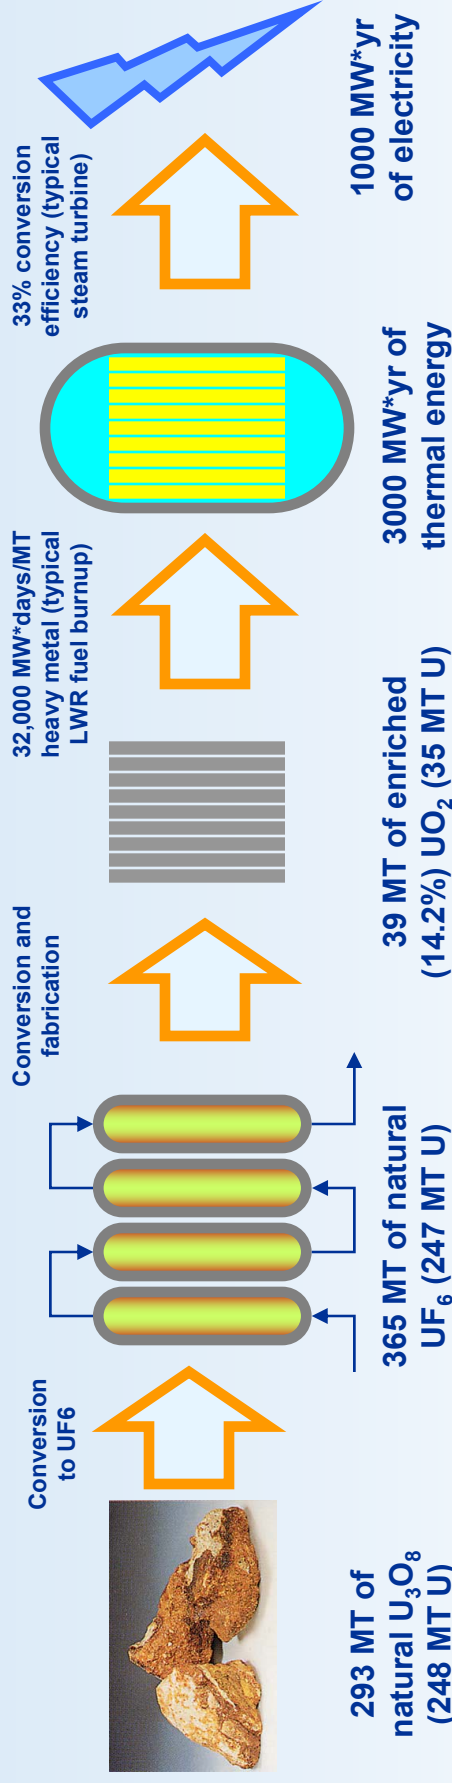 293 MT of
natural U₃O₈
(248 MT U)
Conversion
to UF6
365 MT of natural
UF₆ (247 MT U)
Conversion and
fabrication
39 MT of enriched
(14.2%) UO₂ (35 MT U)
32,000 MW*days/MT
heavy metal (typical
LWR fuel burnup)
3000 MW*yr of
thermal energy
33% conversion
efficiency (typical
steam turbine)
1000 MW*yr
of electricity